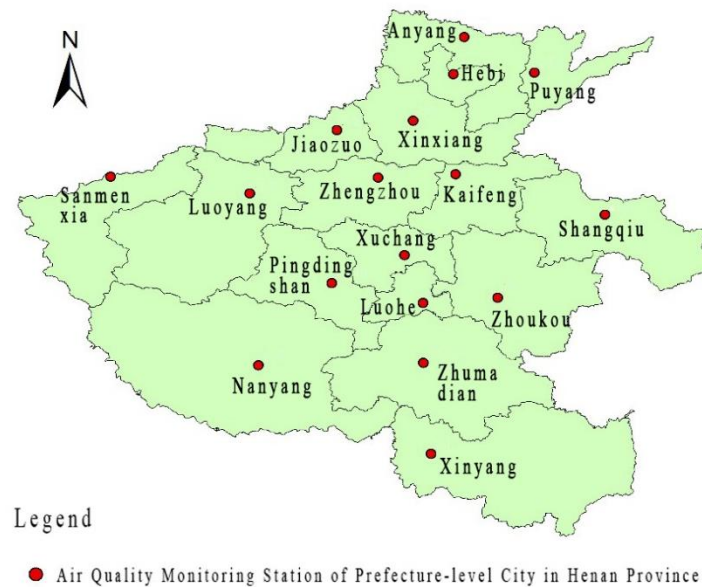 N
Anyang
Hebi
Puyang
Xinxiang
Jiaozuo
Sanmen
xia
Luoyang
Zhengzhou
Kaifeng
Shangqiu
Xuchang
Pingding
shan
Luohe
Zhoukou
Nanyang
Zhuma
dian
Xinyang
Legend
Air Quality Monitoring Station of Prefecture-level City in Henan Province